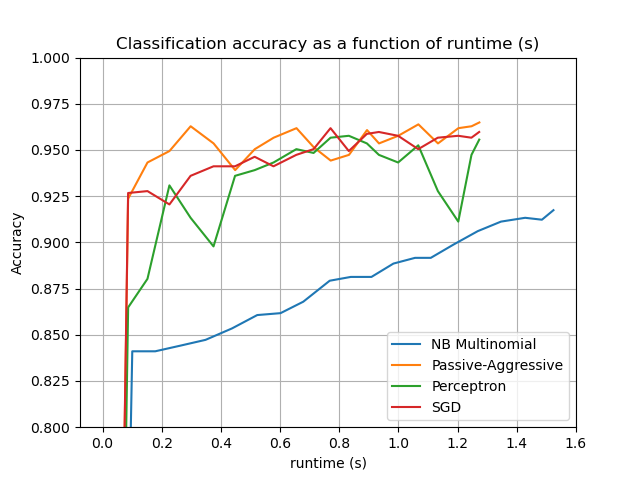 Classification accuracy as a function of runtime (s)
1.000
0.975
0.950
0.925
0.900
0.875
0.850
0.825
0.800
Accuracy
NB Multinomial
Passive-Aggressive
Perceptron
SGD
0.0 0.2 0.4 0.6 0.8 1.0 1.2 1.4 1.6
runtime (s)